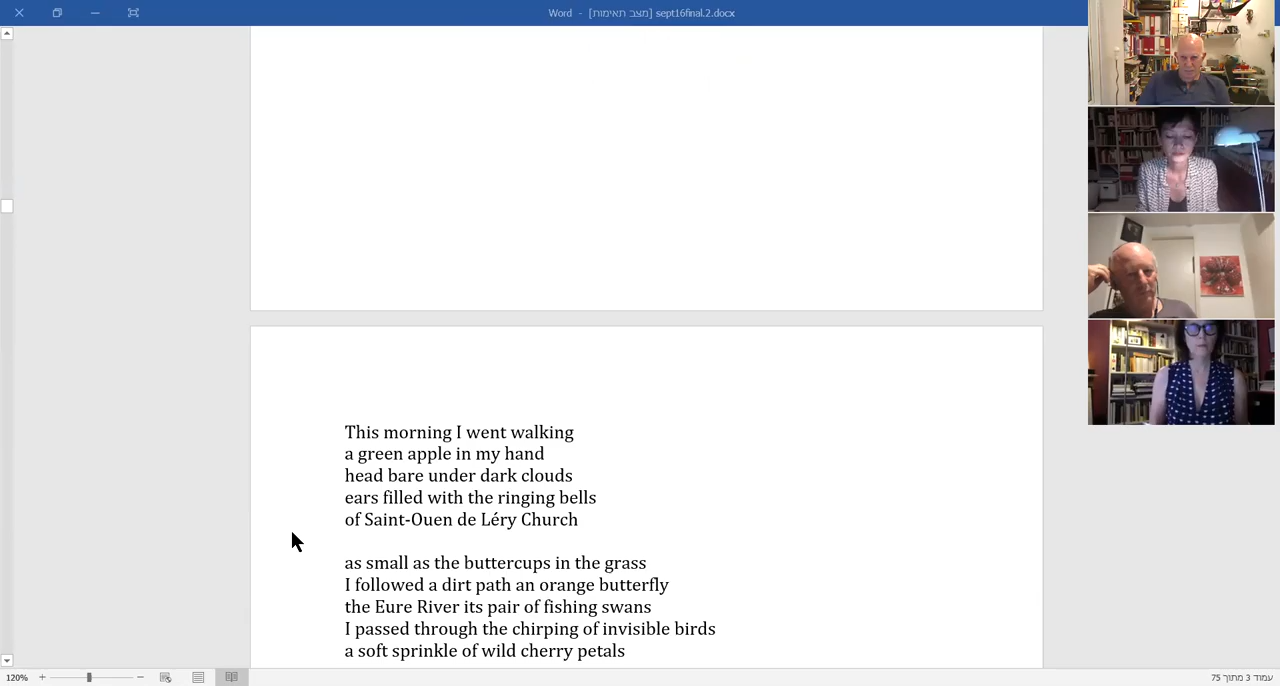 sept16final.2.docx [מצב תאימות] - Word
This morning I went walking
a green apple in my hand
head bare under dark clouds
ears filled with the ringing bells
of Saint-Ouen de Léry Church
as small as the buttercups in the grass
I followed a dirt path an orange butterfly
the Eure River its pair of fishing swans
I passed through the chirping of invisible birds
a soft sprinkle of wild cherry petals
120%
עמוד 3 מתוך 75